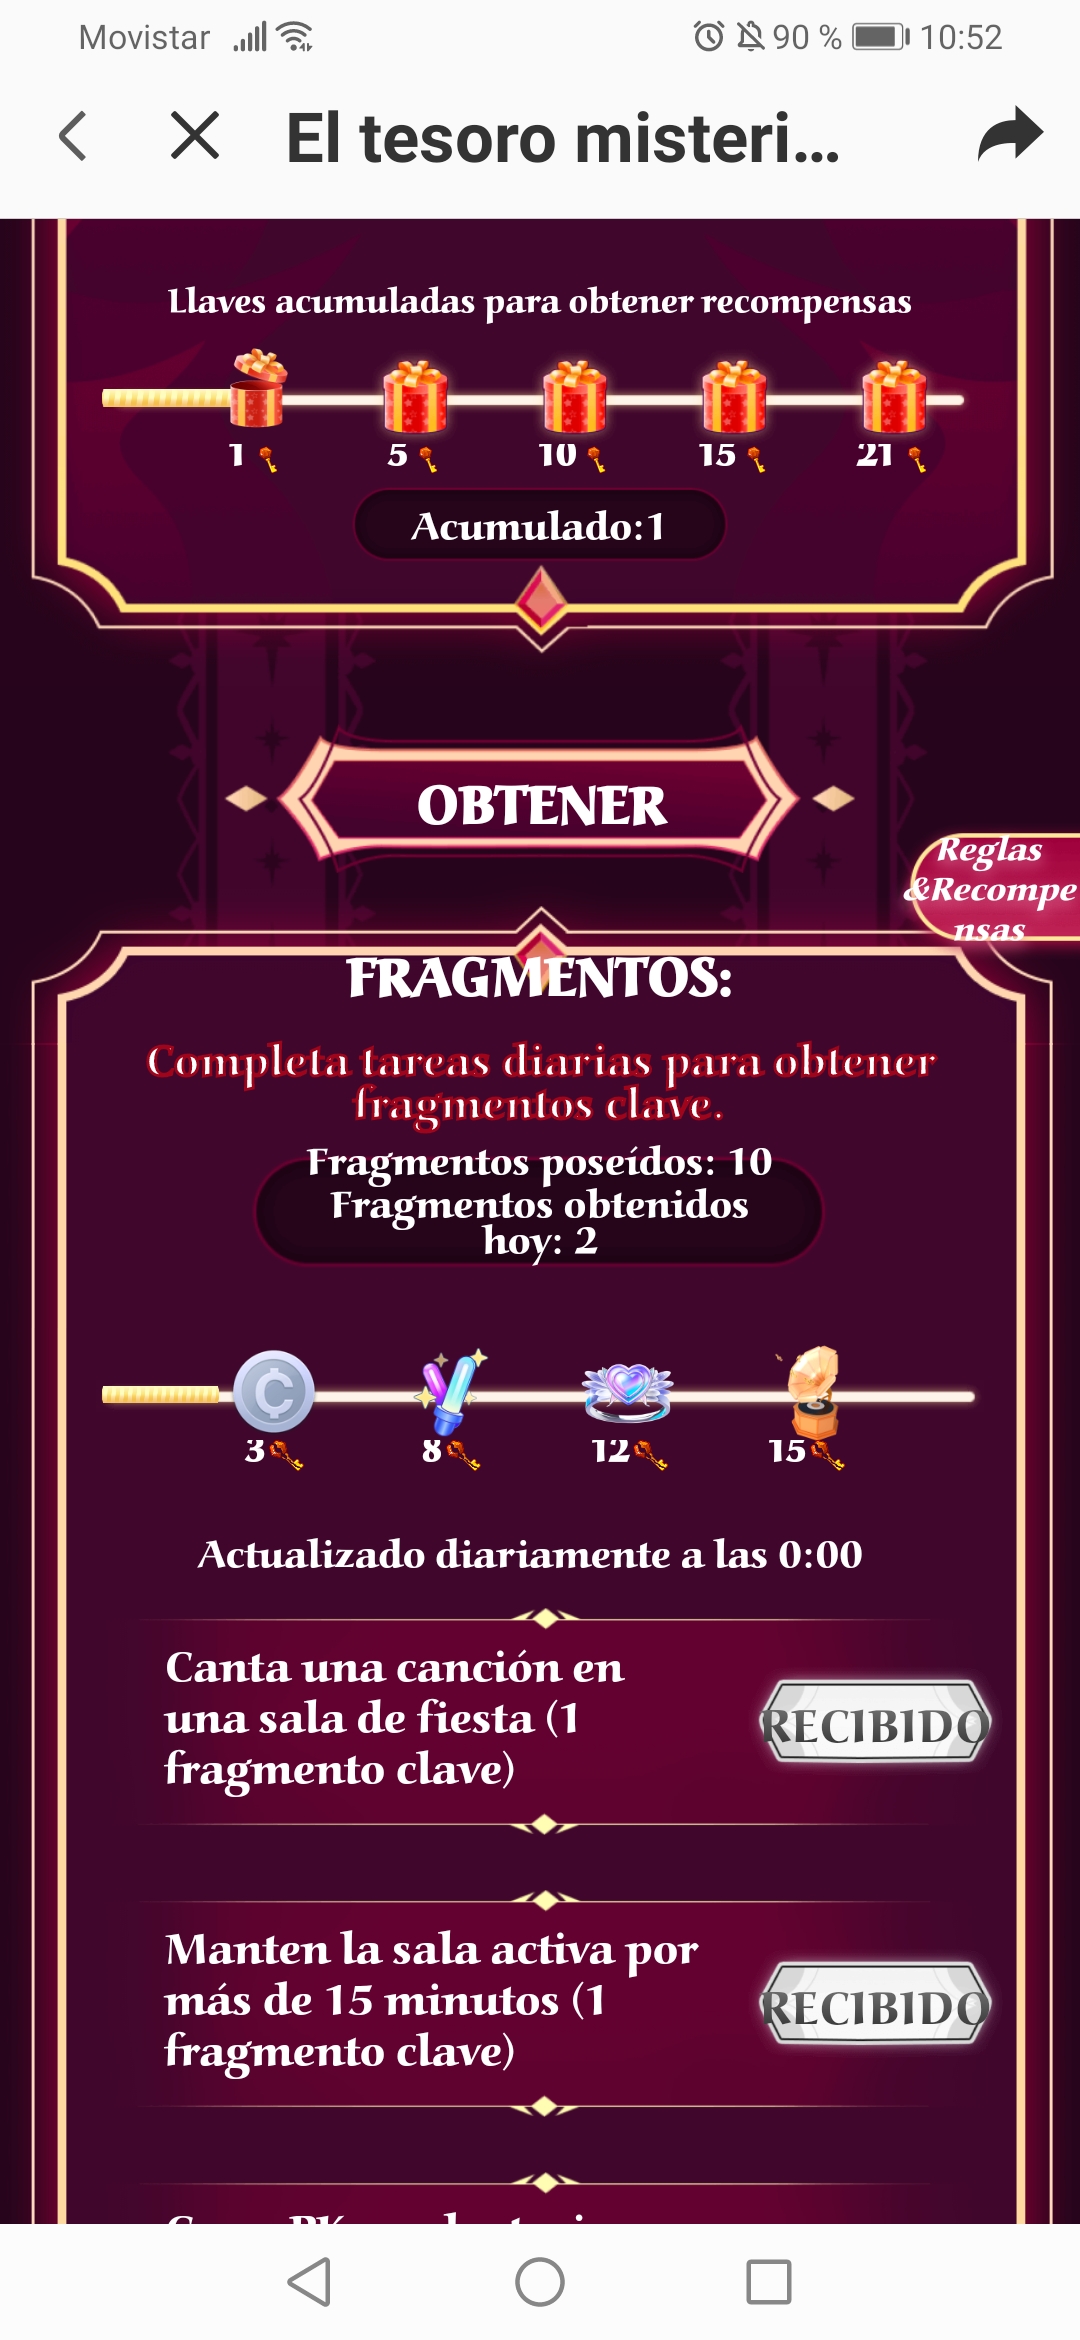 Movistar 90 % 10:52
El tesoro misteri...
Llaves acumuladas para obtener recompensas
1 5 10 15 21
Acumulado:1
OBTENER
Reglas
&Recompe
nsas
FRAGMENTOS:
Completa tareas diarias para obtener
fragmentos clave.
Fragmentos poseídos: 10
Fragmentos obtenidos
hoy: 2
3 8 12 15
Actualizado diariamente a las 0:00
Canta una canción en
una sala de fiesta (1
fragmento clave)
RECIBIDO
Manten la sala activa por
más de 15 minutos (1
fragmento clave)
RECIBIDO